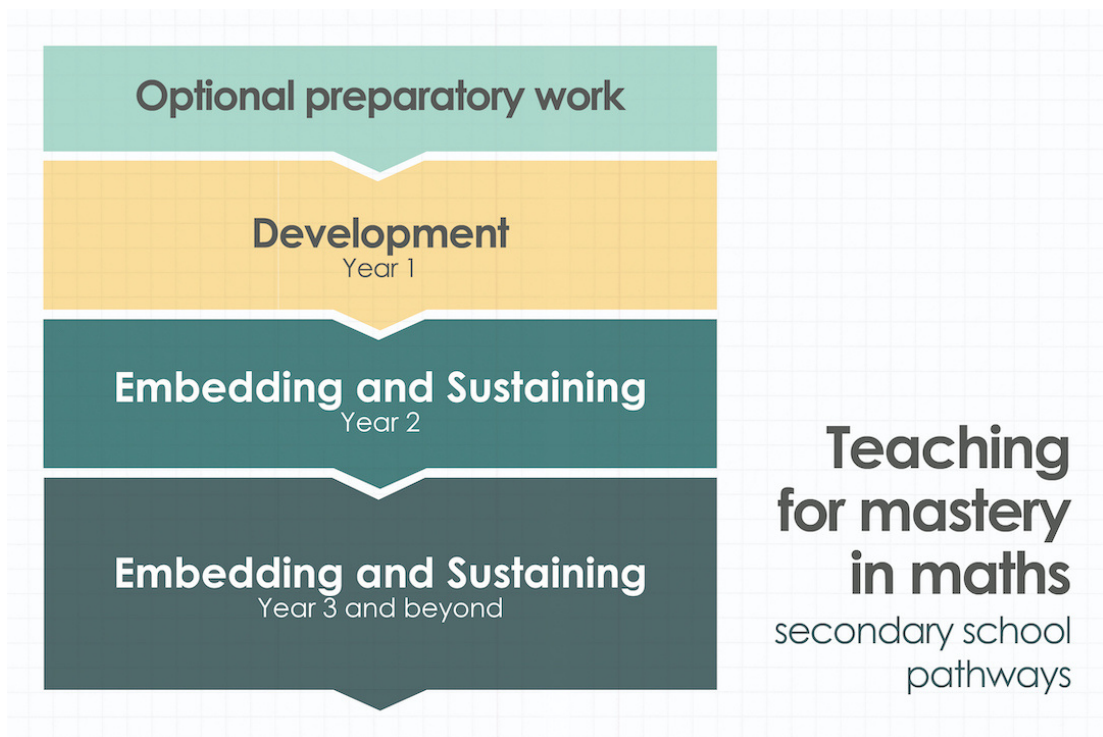 Optional preparatory work
Development
Year 1
Embedding and Sustaining
Year 2
Embedding and Sustaining
Year 3 and beyond
Teaching
for mastery
in maths
secondary school
pathways